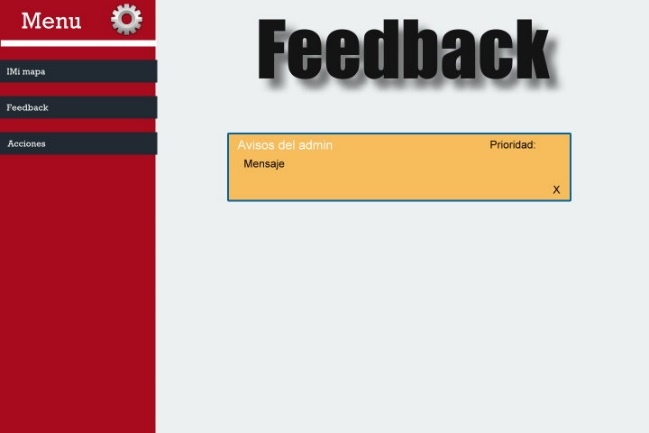 Menu
IMi mapa
Feedback
Acciones
Feedback
Avisos del admin
Prioridad:
Mensaje
X